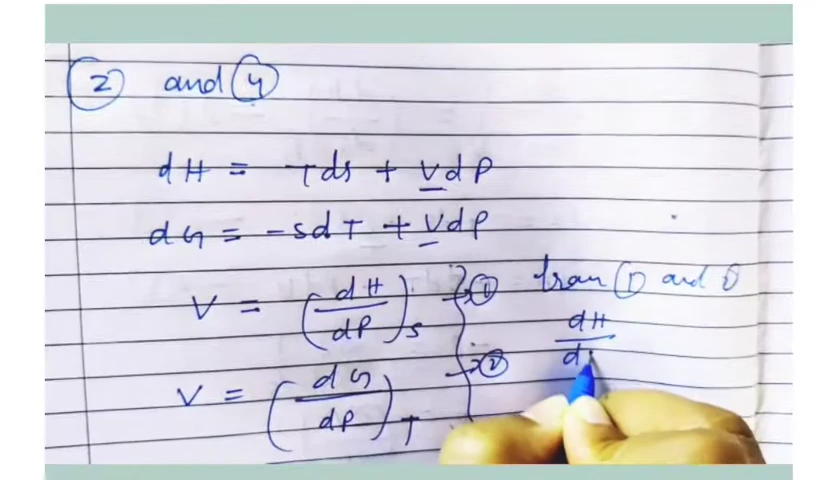 2 and 4
dH = Tds + VdP
dG = -SdT + VdP
V = (dH/dP)s → 1
from 1 and 2
dH/d
V = (dG/dP)T → 2